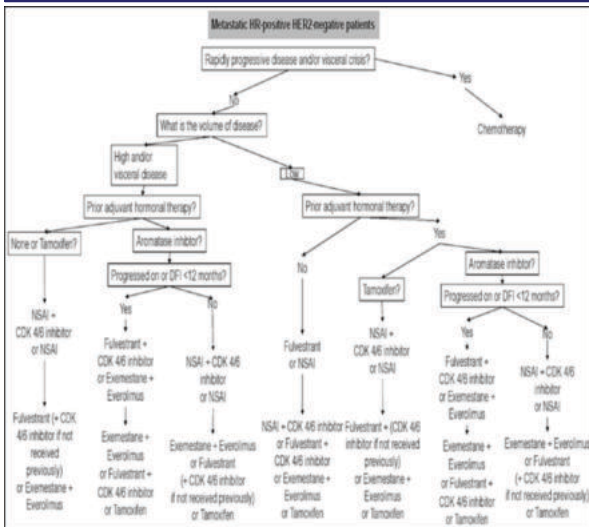 Metastatic HR-positive HER2-negative patients
Rapidly progressive disease and/or visceral crisis?
Yes
No
Chemotherapy
What is the volume of disease?
High and/or
visceral disease
Low
Prior adjuvant hormonal therapy?
Prior adjuvant hormonal therapy?
Yes
None or Tamoxifen?
Aromatase inhibitor?
No
Aromatase inhibitor?
Progressed on or DFI <12 months?
Tamoxifen?
Progressed on or DFI <12 months?
Yes
No
Yes
No
NSAI +
CDK 4/6 inhibitor
or NSAI
Fulvestrant +
CDK 4/6 inhibitor
or Exemestane +
Everolimus
NSAI + CDK 4/6
inhibitor
or NSAI
Fulvestrant
or NSAI
NSAI +
CDK 4/6 inhibitor
or NSAI
Fulvestrant +
CDK 4/6 inhibitor
or Exemestane +
Everolimus
NSAI + CDK 4/6
inhibitor
or NSAI
Fulvestrant (+ CDK
4/6 inhibitor if not
received
previously)
or Exemestane +
Everolimus
Exemestane +
Everolimus
or Fulvestrant +
CDK 4/6 inhibitor
or Tamoxifen
Exemestane + Everolimus
or Fulvestrant
(+ CDK 4/6 inhibitor
if not received previously)
or Tamoxifen
NSAI + CDK 4/6 inhibitor
or Fulvestrant +
CDK 4/6 inhibitor
or Exemestane +
Everolimus
or Tamoxifen
Fulvestrant + (CDK 4/6
inhibitor if not received
previously)
or Exemestane +
Everolimus
or Tamoxifen
Exemestane +
Everolimus
or Fulvestrant +
CDK 4/6 inhibitor
or Tamoxifen
Exemestane + Everolimus
or Fulvestrant
(+ CDK 4/6 inhibitor
if not received previously)
or Tamoxifen